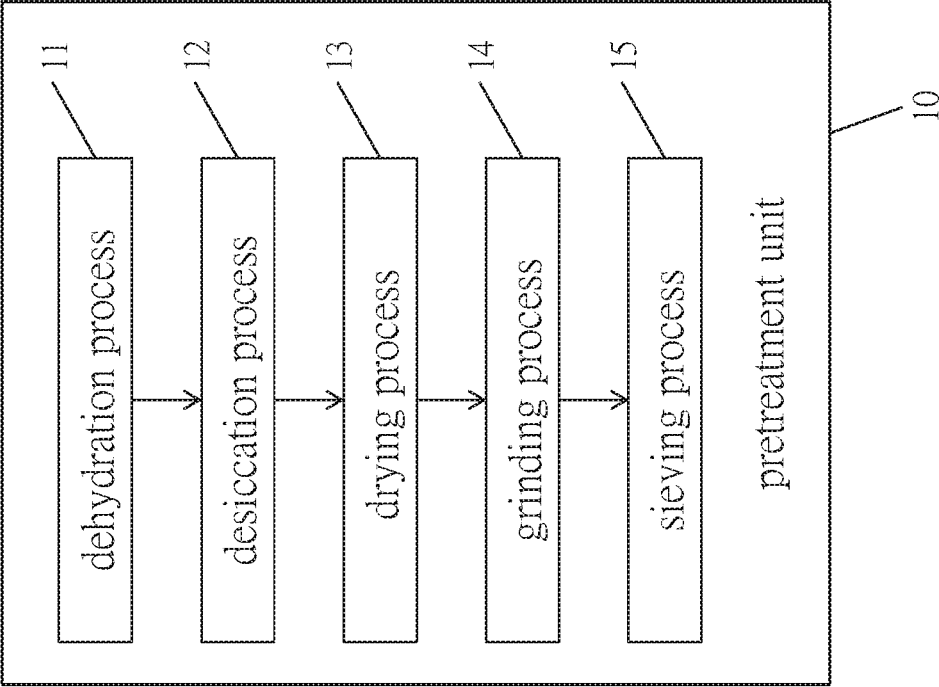 11
dehydration process
12
desiccation process
13
drying process
14
grinding process
15
sieving process
pretreatment unit
10